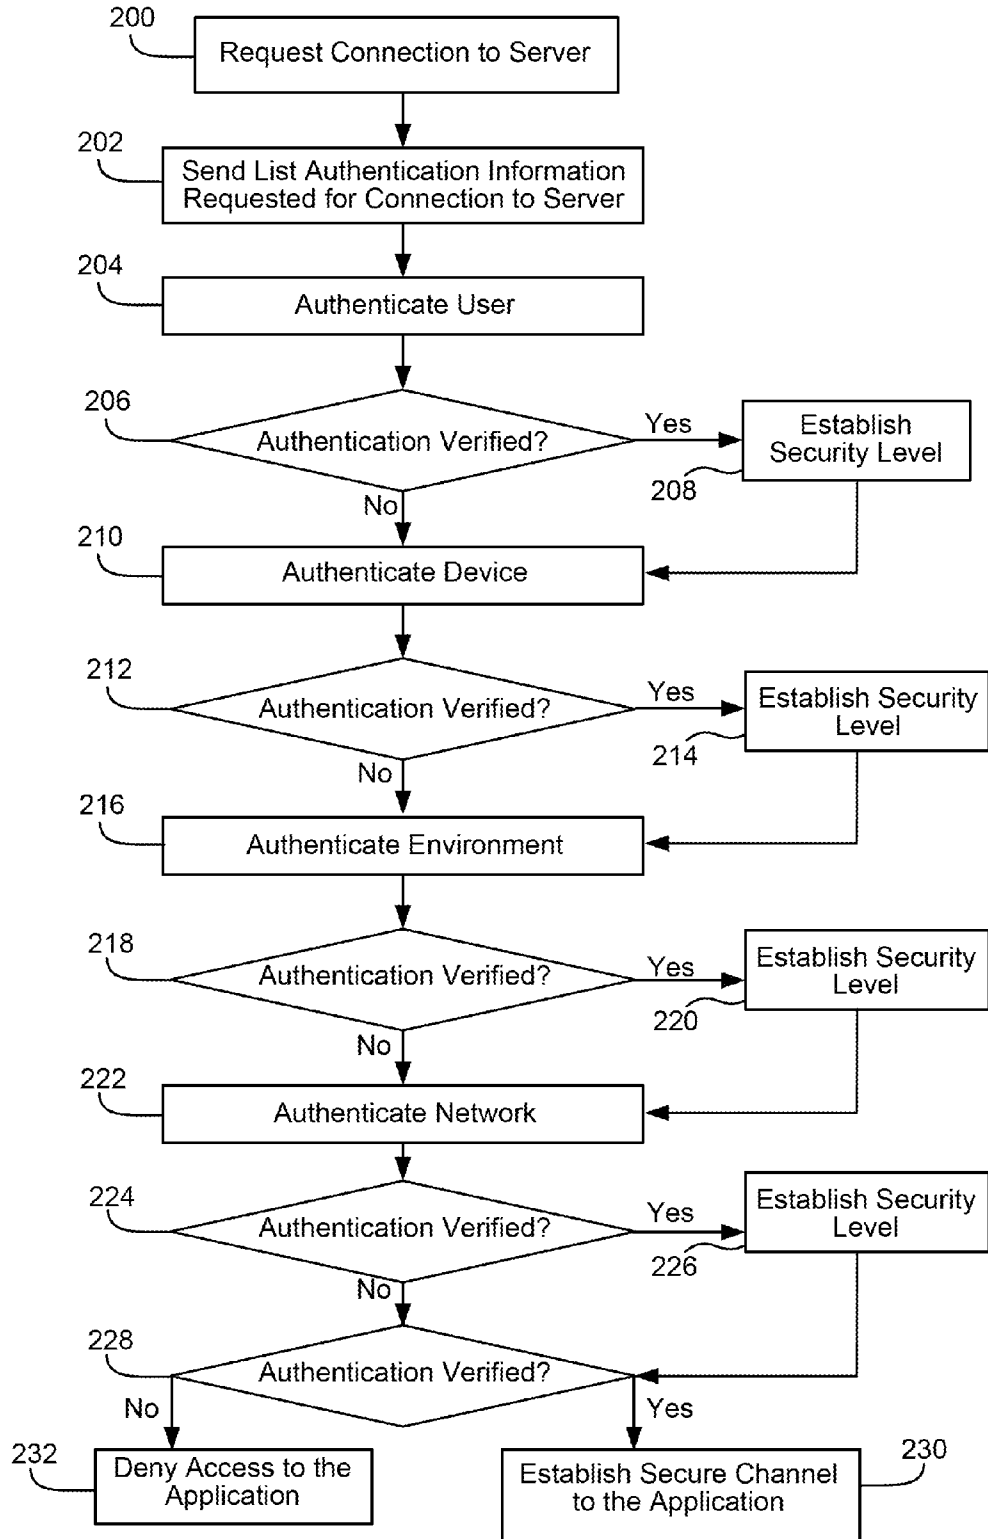 200
Request Connection to Server
202
Send List Authentication Information
Requested for Connection to Server
204
Authenticate User
206
Authentication Verified?
Yes
Establish
Security Level
208
No
210
Authenticate Device
212
Authentication Verified?
Yes
Establish Security
Level
214
No
216
Authenticate Environment
218
Authentication Verified?
Yes
Establish Security
Level
220
No
222
Authenticate Network
224
Authentication Verified?
Yes
Establish Security
Level
226
No
228
Authentication Verified?
No
Yes
232
Deny Access to the
Application
Establish Secure Channel
to the Application
230